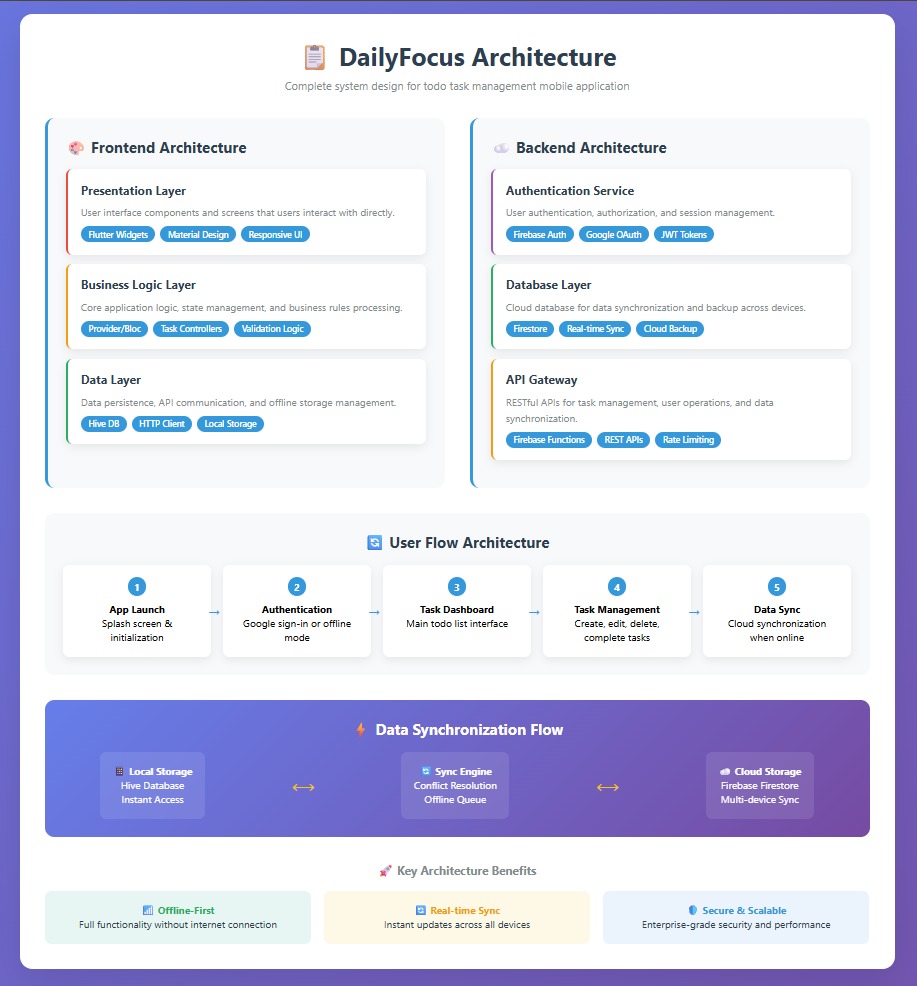 DailyFocus Architecture
Complete system design for todo task management mobile application
Frontend Architecture
Presentation Layer
User interface components and screens that users interact with directly.
Flutter Widgets Material Design Responsive UI
Business Logic Layer
Core application logic, state management, and business rules processing.
Provider/Bloc Task Controllers Validation Logic
Data Layer
Data persistence, API communication, and offline storage management.
Hive DB HTTP Client Local Storage
Backend Architecture
Authentication Service
User authentication, authorization, and session management.
Firebase Auth Google OAuth JWT Tokens
Database Layer
Cloud database for data synchronization and backup across devices.
Firestore Real-time Sync Cloud Backup
API Gateway
RESTful APIs for task management, user operations, and data
synchronization.
Firebase Functions REST APIs Rate Limiting
User Flow Architecture
1
App Launch
Splash screen &
initialization
→
2
Authentication
Google sign-in or offline
mode
→
3
Task Dashboard
Main todo list interface
→
4
Task Management
Create, edit, delete,
complete tasks
→
5
Data Sync
Cloud synchronization
when online
Data Synchronization Flow
Local Storage
Hive Database
Instant Access
↔
Sync Engine
Conflict Resolution
Offline Queue
↔
Cloud Storage
Firebase Firestore
Multi-device Sync
Key Architecture Benefits
Offline-First
Full functionality without internet connection
Real-time Sync
Instant updates across all devices
Secure & Scalable
Enterprise-grade security and performance